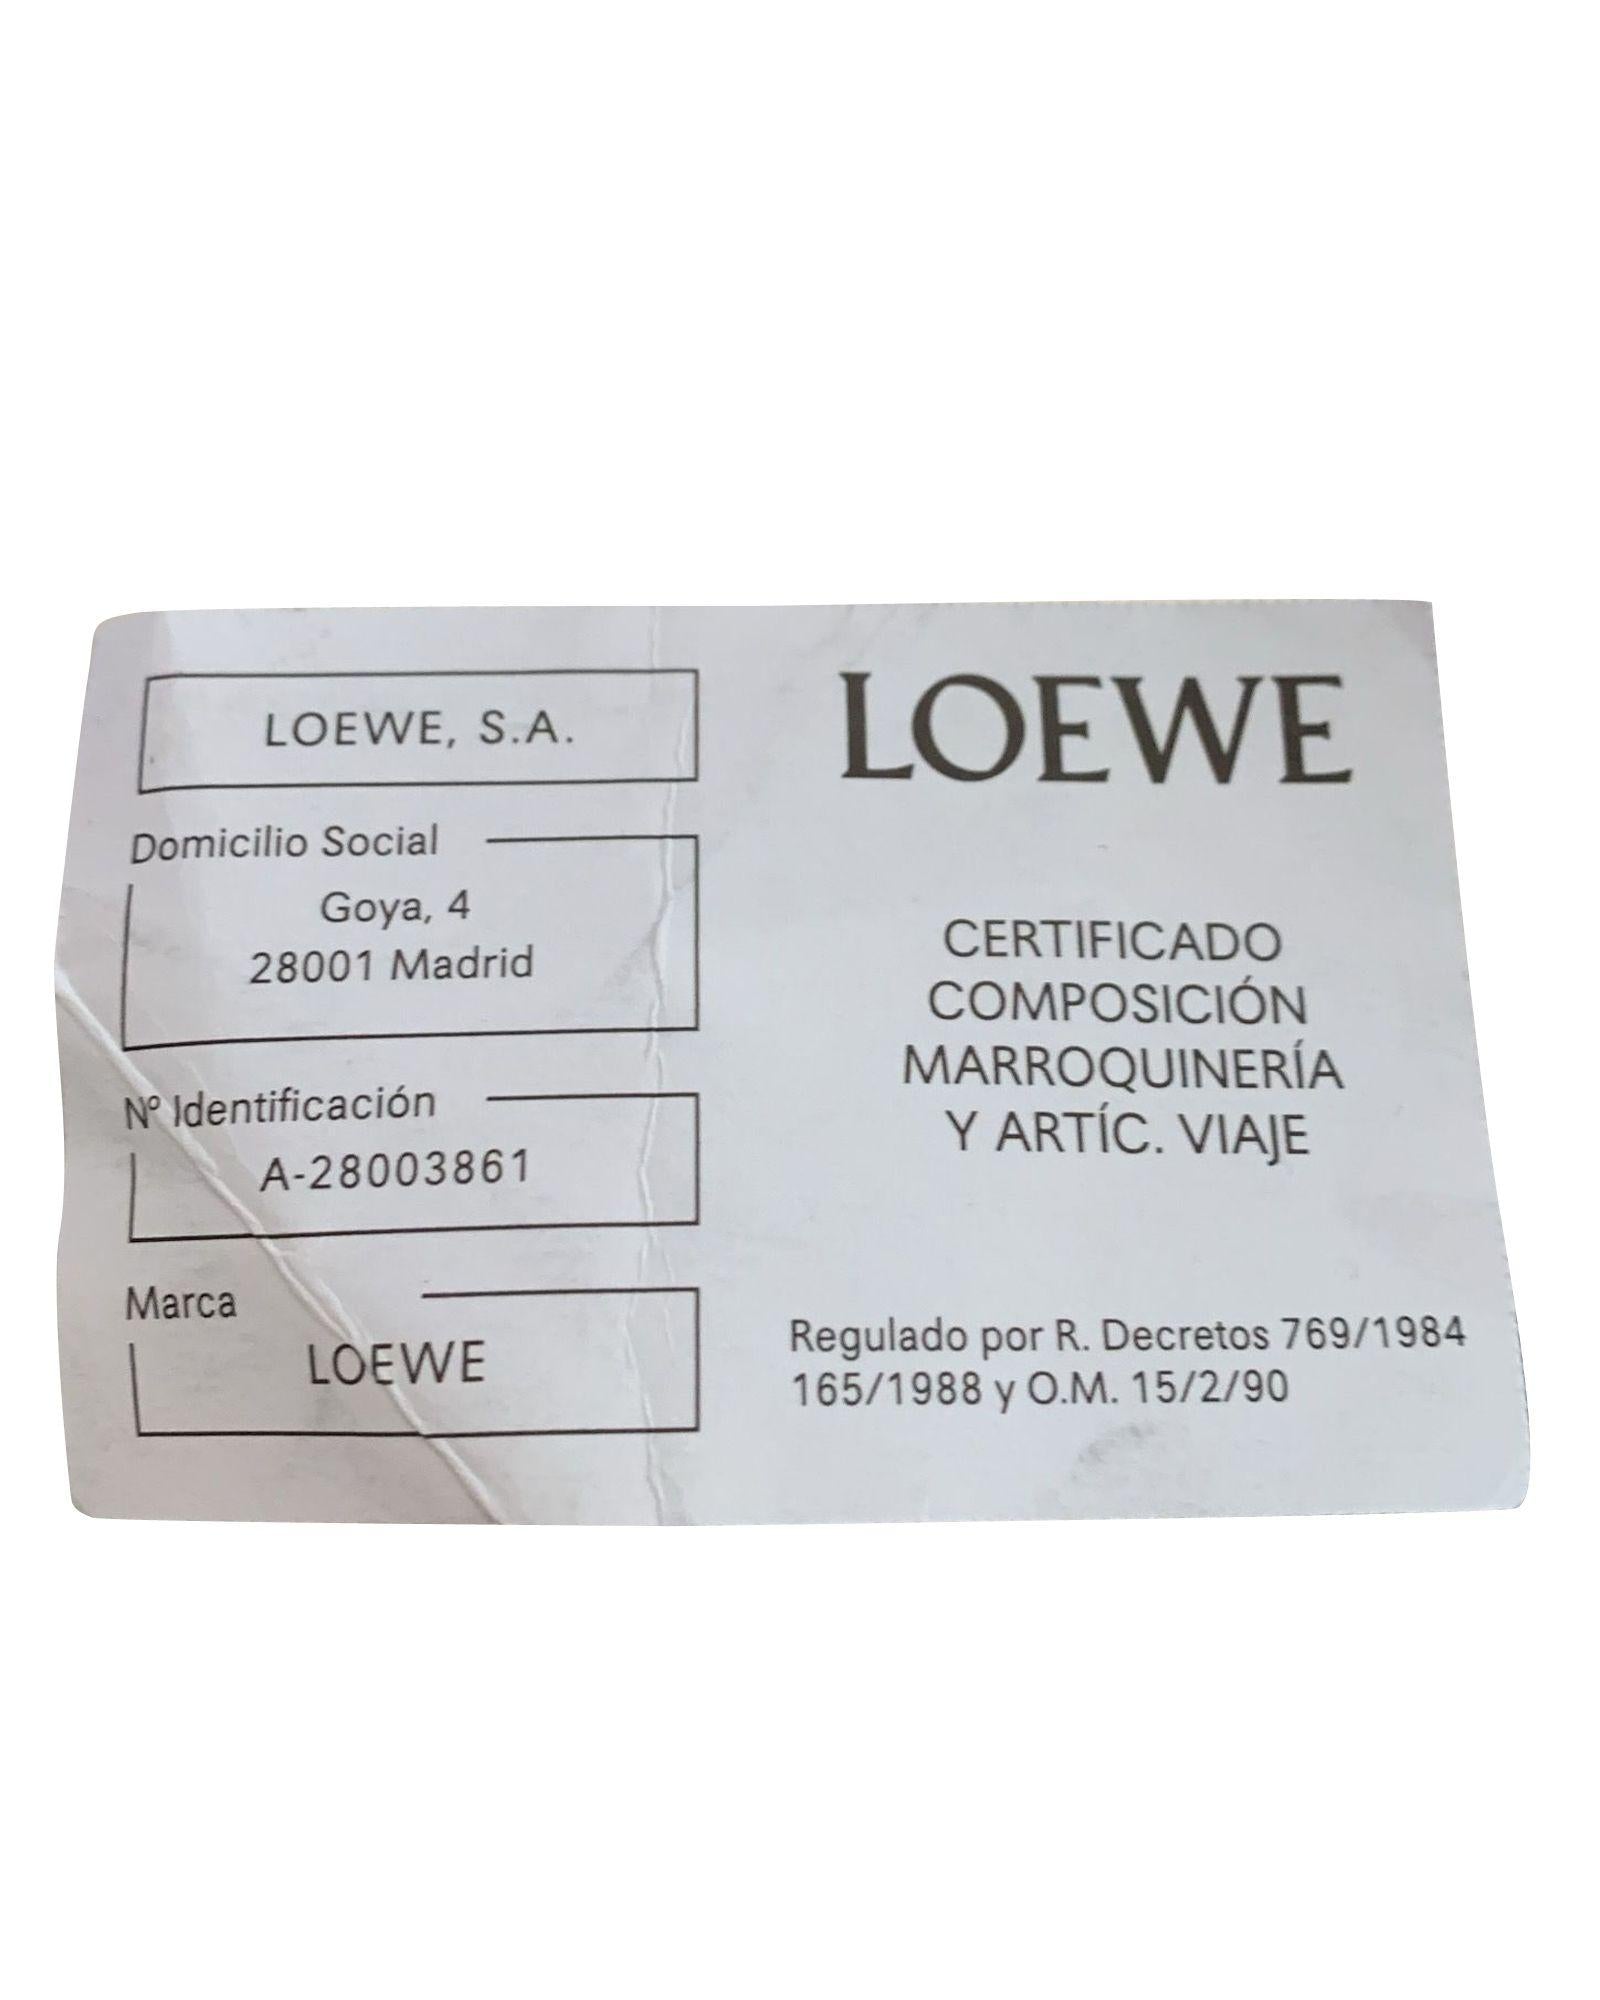 LOEWE, S.A.
Domicilio Social
Goya, 4
28001 Madrid
Nº Identificación
A-28003861
Marca
LOEWE
LOEWE
CERTIFICADO
COMPOSICIÓN
MARROQUINERÍA
Y ARTÍC. VIAJE
Regulado por R. Decretos 769/1984
165/1988 y O.M. 15/2/90